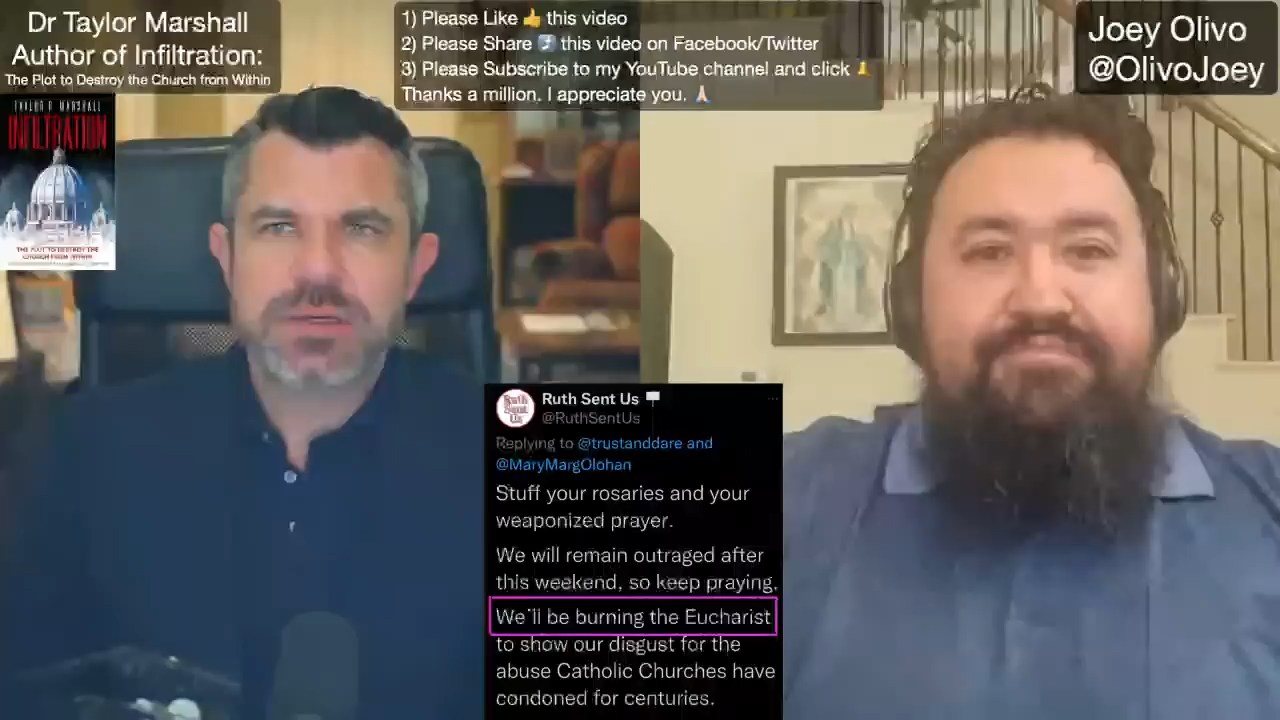 Dr Taylor Marshall
Author of Infiltration:
The Plot to Destroy the Church from Within
TAYLOR R MARSHALL
INFILTRATION
THE PLOT TO DESTROY THE
CHURCH FROM WITHIN
1) Please Like 👍 this video
2) Please Share ⤴️ this video on Facebook/Twitter
3) Please Subscribe to my YouTube channel and click 🔔
Thanks a million. I appreciate you. 🙏
Joey Olivo
@OlivoJoey
Ruth
Sent
Us
Ruth Sent Us
@RuthSentUs
Replying to @trustanddare and
@MaryMargOlohan
Stuff your rosaries and your
weaponized prayer.
We will remain outraged after
this weekend, so keep praying.
We'll be burning the Eucharist
to show our disgust for the
abuse Catholic Churches have
condoned for centuries.